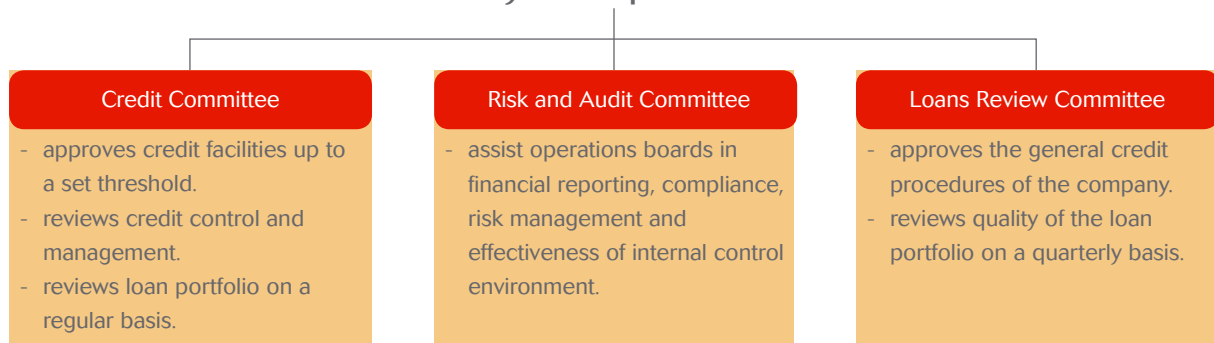 Credit Committee
- approves credit facilities up to
a set threshold.
- reviews credit control and
management.
- reviews loan portfolio on a
regular basis.
Risk and Audit Committee
- assist operations boards in
financial reporting, compliance,
risk management and
effectiveness of internal control
environment.
Loans Review Committee
- approves the general credit
procedures of the company.
- reviews quality of the loan
portfolio on a quarterly basis.